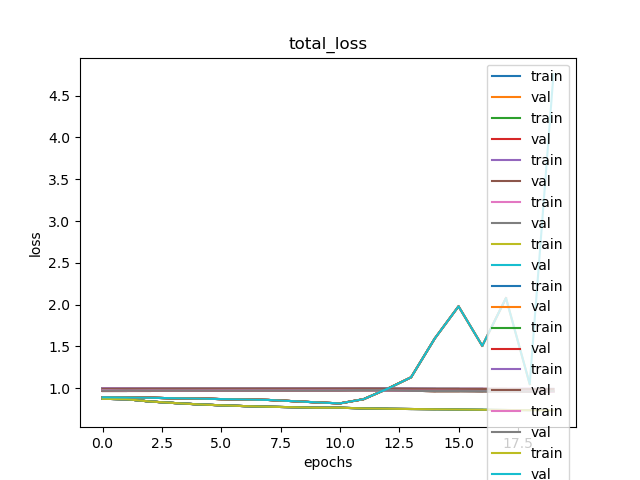 total_loss
loss
4.5
4.0
3.5
3.0
2.5
2.0
1.5
1.0
0.0
2.5
5.0
7.5
10.0
12.5
15.0
17.5
epochs
train
val
train
val
train
val
train
val
train
val
train
val
train
val
train
val
train
val
train
val